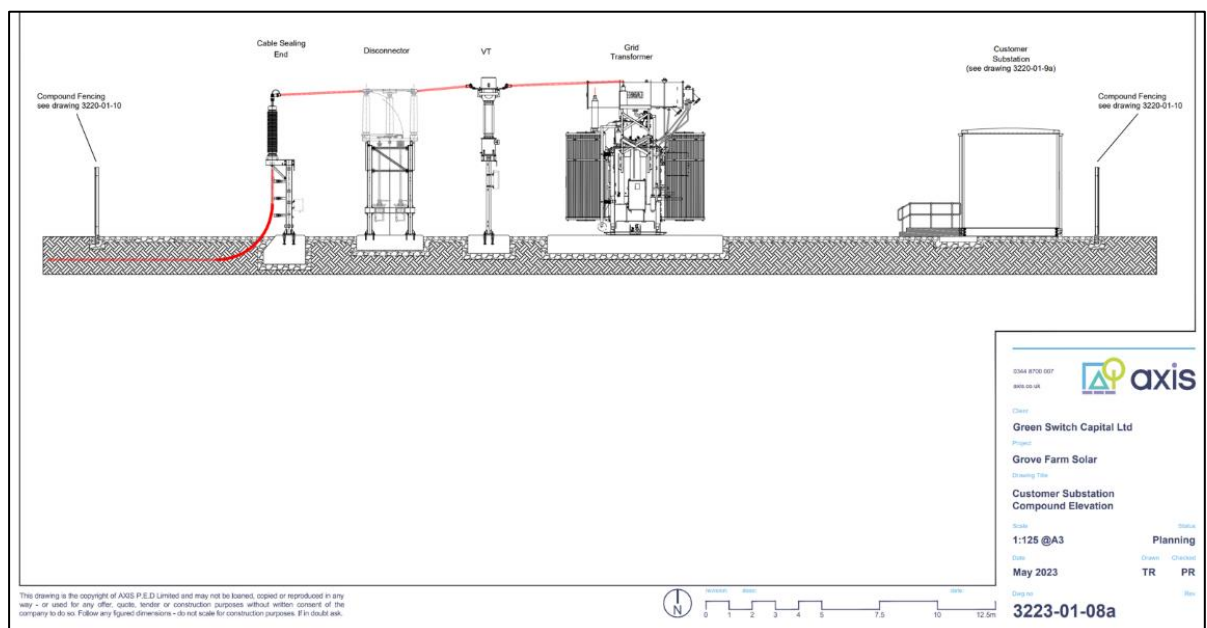 Cable Sealing
End
Disconnector
VT
Grid
Transformer
Customer
Substation
(see drawing 3220-01-9a)
Compound Fencing
see drawing 3220-01-10
Compound Fencing
see drawing 3220-01-10
0344 8700 007
axis.co.uk
axis
Client
Green Switch Capital Ltd
Project
Grove Farm Solar
Drawing Title
Customer Substation
Compound Elevation
Scale
Status
1:125 @A3
Planning
Date
Drawn
Checked
May 2023
TR
PR
Dwg no
Rev
3223-01-08a
This drawing is the copyright of AXIS P.E.D Limited and may not be loaned, copied or reproduced in any
way - or used for any offer, quote, tender or construction purposes without written consent of the
company to do so. Follow any figured dimensions - do not scale for construction purposes. If in doubt ask.
N
0 1 2 3 4 5 7.5 10 12.5m